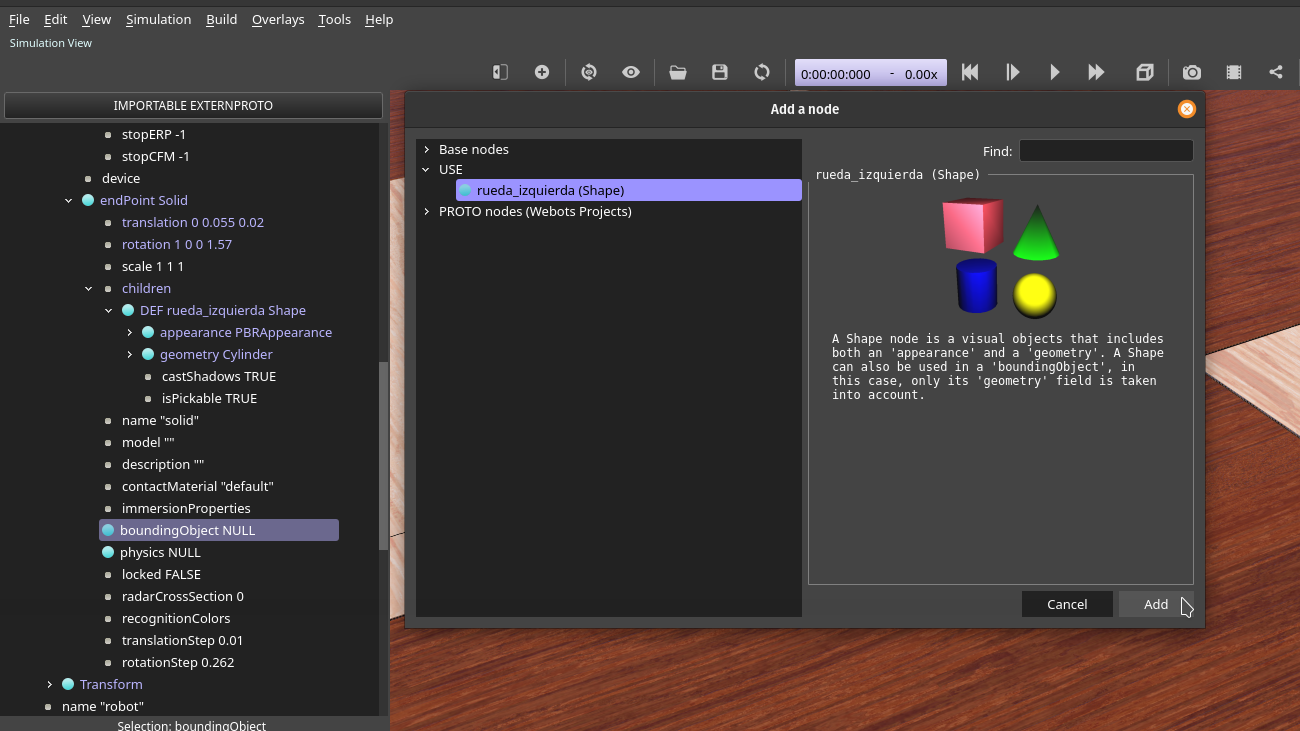 File Edit View Simulation Build Overlays Tools Help
Simulation View
0:00:00:000 - 0.00x
IMPORTABLE EXTERNPROTO
stopERP -1
stopCFM -1
device
endPoint Solid
translation 0 0.055 0.02
rotation 1 0 0 1.57
scale 1 1 1
children
DEF rueda_izquierda Shape
appearance PBRAppearance
geometry Cylinder
castShadows TRUE
isPickable TRUE
name "solid"
model ""
description ""
contactMaterial "default"
immersionProperties
boundingObject NULL
physics NULL
locked FALSE
radarCrossSection 0
recognitionColors
translationStep 0.01
rotationStep 0.262
Transform
name "robot"
Selection: boundingObject
Add a node
Base nodes
USE
rueda_izquierda (Shape)
PROTO nodes (Webots Projects)
Find:
rueda_izquierda (Shape)
A Shape node is a visual objects that includes
both an 'appearance' and a 'geometry'. A Shape
can also be used in a 'boundingObject', in
this case, only its 'geometry' field is taken
into account.
Cancel Add